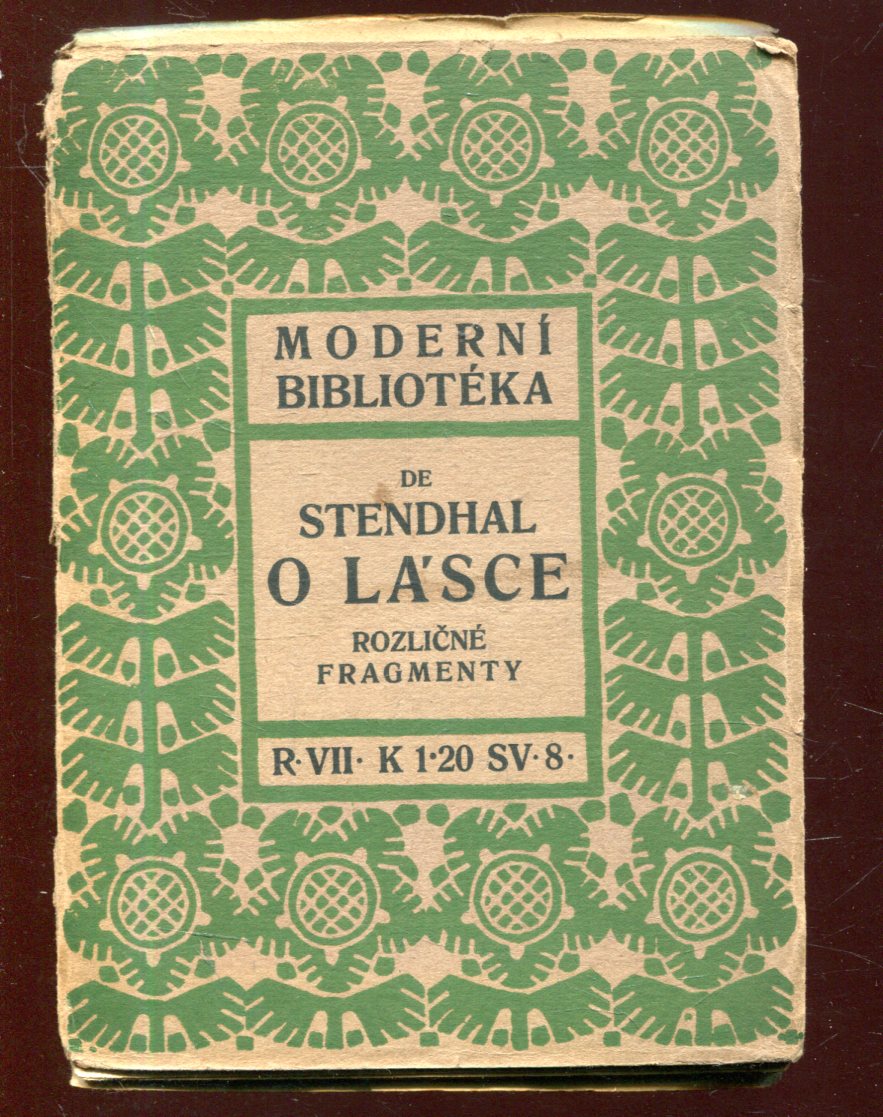 MODERNÍ
BIBLIOTÉKA
DE
STENDHAL
O LÁSCE
ROZLIČNÉ
FRAGMENTY
R·VII· K 1·20 SV·8·